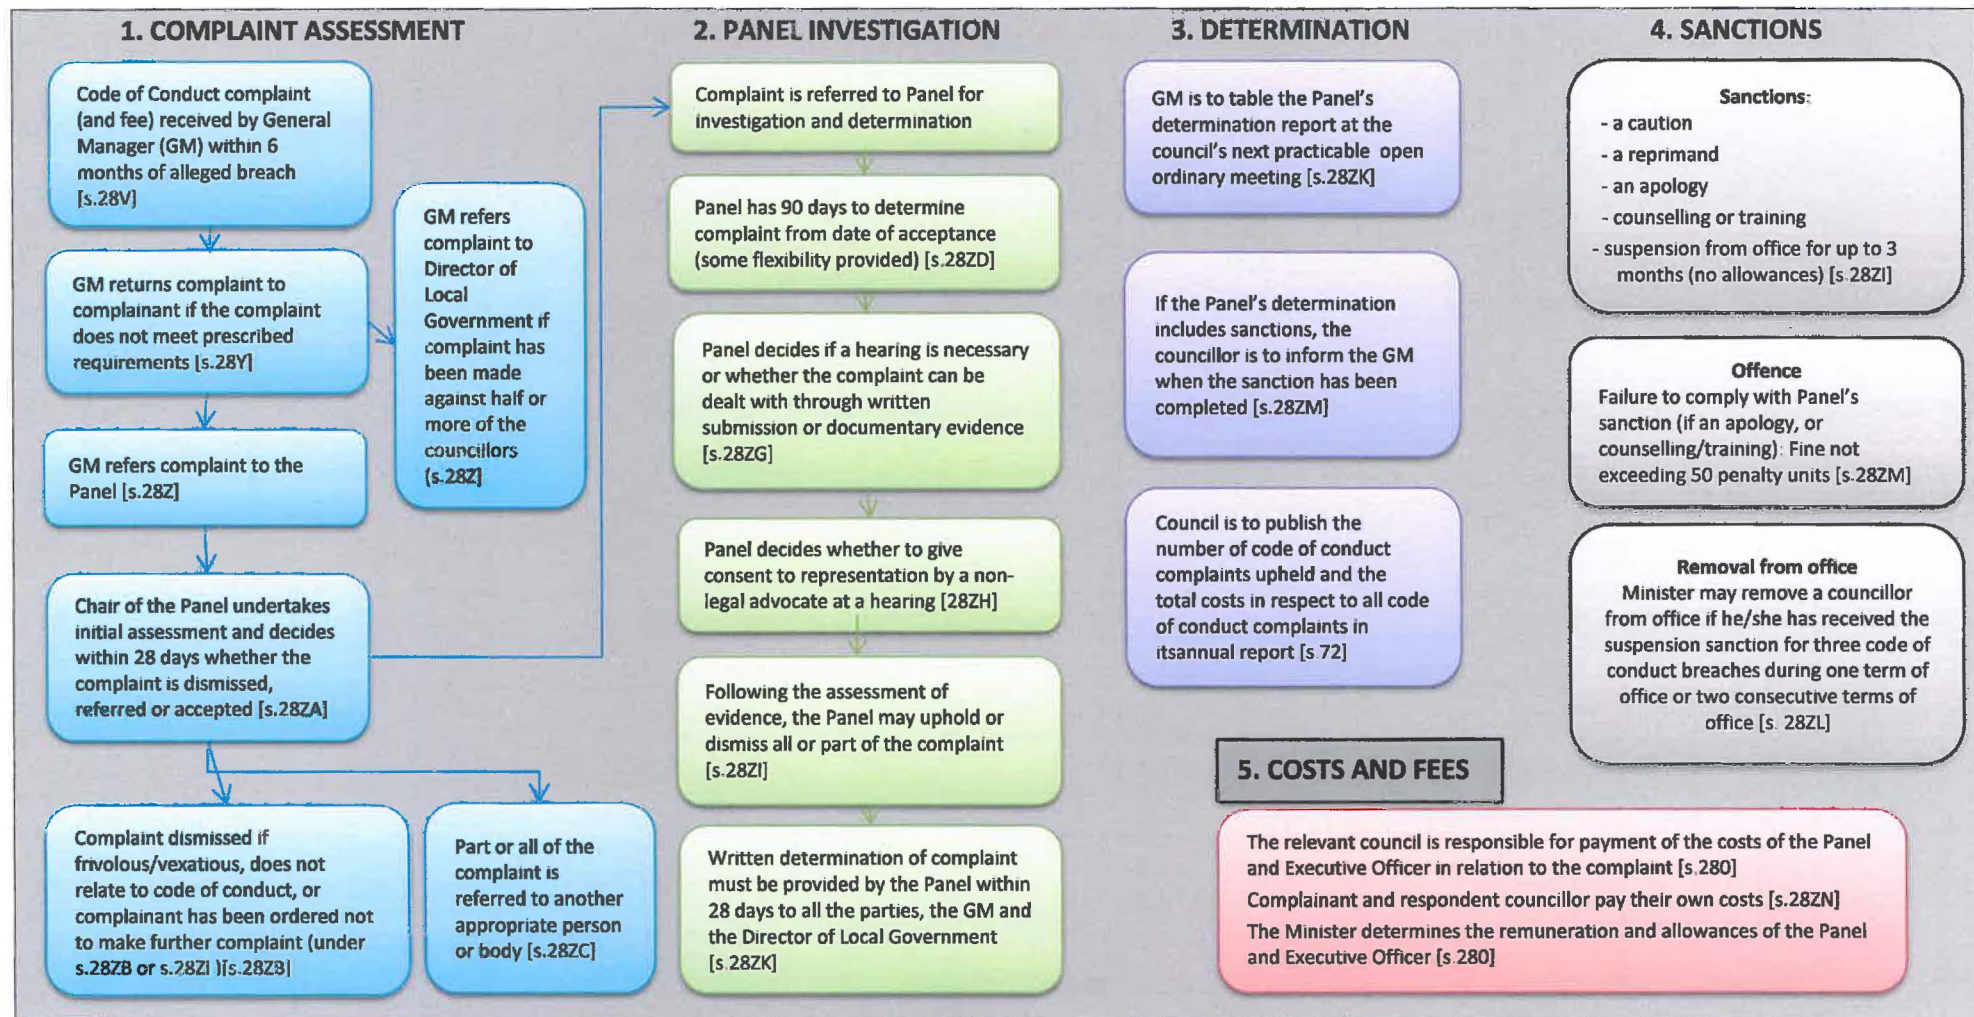 1. COMPLAINT ASSESSMENT
Code of Conduct complaint
(and fee) received by General
Manager (GM) within 6
months of alleged breach
[s.28V]
GM returns complaint to
complainant if the complaint
does not meet prescribed
requirements [s.28Y]
GM refers
complaint to
Director of
Local
Government if
complaint has
been made
against half or
more of the
councillors
(s.28Z]
GM refers complaint to the
Panel [s.28Z]
Chair of the Panel undertakes
initial assessment and decides
within 28 days whether the
complaint is dismissed,
referred or accepted [s.28ZA]
Complaint dismissed if
frivolous/vexatious, does not
relate to code of conduct, or
complainant has been ordered not
to make further complaint (under
s.28ZB or s.28ZI )[s.28ZB]
Part or all of the
complaint is
referred to another
appropriate person
or body [s.28ZC]
2. PANEL INVESTIGATION
Complaint is referred to Panel for
investigation and determination
Panel has 90 days to determine
complaint from date of acceptance
(some flexibility provided) [s.28ZD]
Panel decides if a hearing is necessary
or whether the complaint can be
dealt with through written
submission or documentary evidence
[s.28ZG]
Panel decides whether to give
consent to representation by a non-
legal advocate at a hearing [28ZH]
Following the assessment of
evidence, the Panel may uphold or
dismiss all or part of the complaint
[s.28ZI]
Written determination of complaint
must be provided by the Panel within
28 days to all the parties, the GM and
the Director of Local Government
[s.28ZK]
3. DETERMINATION
GM is to table the Panel's
determination report at the
council's next practicable open
ordinary meeting [s.28ZK]
If the Panel's determination
includes sanctions, the
councillor is to inform the GM
when the sanction has been
completed [s.28ZM]
Council is to publish the
number of code of conduct
complaints upheld and the
total costs in respect to all code
of conduct complaints in
itsannual report [s.72]
4. SANCTIONS
Sanctions:
- a caution
- a reprimand
- an apology
- counselling or training
- suspension from office for up to 3
months (no allowances) [s.28ZI]
Offence
Failure to comply with Panel's
sanction (if an apology, or
counselling/training): Fine not
exceeding 50 penalty units [s.28ZM]
Removal from office
Minister may remove a councillor
from office if he/she has received the
suspension sanction for three code of
conduct breaches during one term of
office or two consecutive terms of
office [s. 28ZL]
5. COSTS AND FEES
The relevant council is responsible for payment of the costs of the Panel
and Executive Officer in relation to the complaint [s.280]
Complainant and respondent councillor pay their own costs [s.28ZN]
The Minister determines the remuneration and allowances of the Panel
and Executive Officer [s.280]